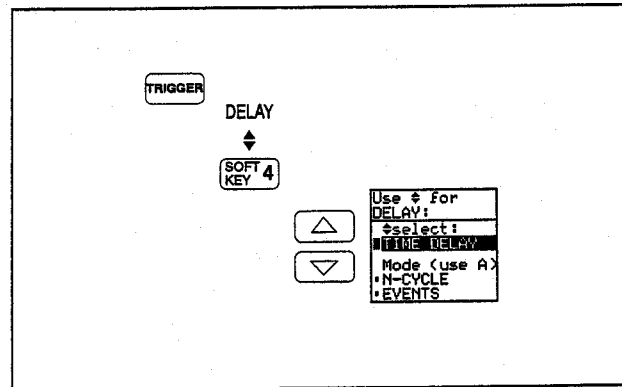 TRIGGER
DELAY
SOFT 4
KEY
Use ♦ for
DELAY:
♦select:
TIME DELAY
Mode (use A)
N-CYCLE
EVENTS